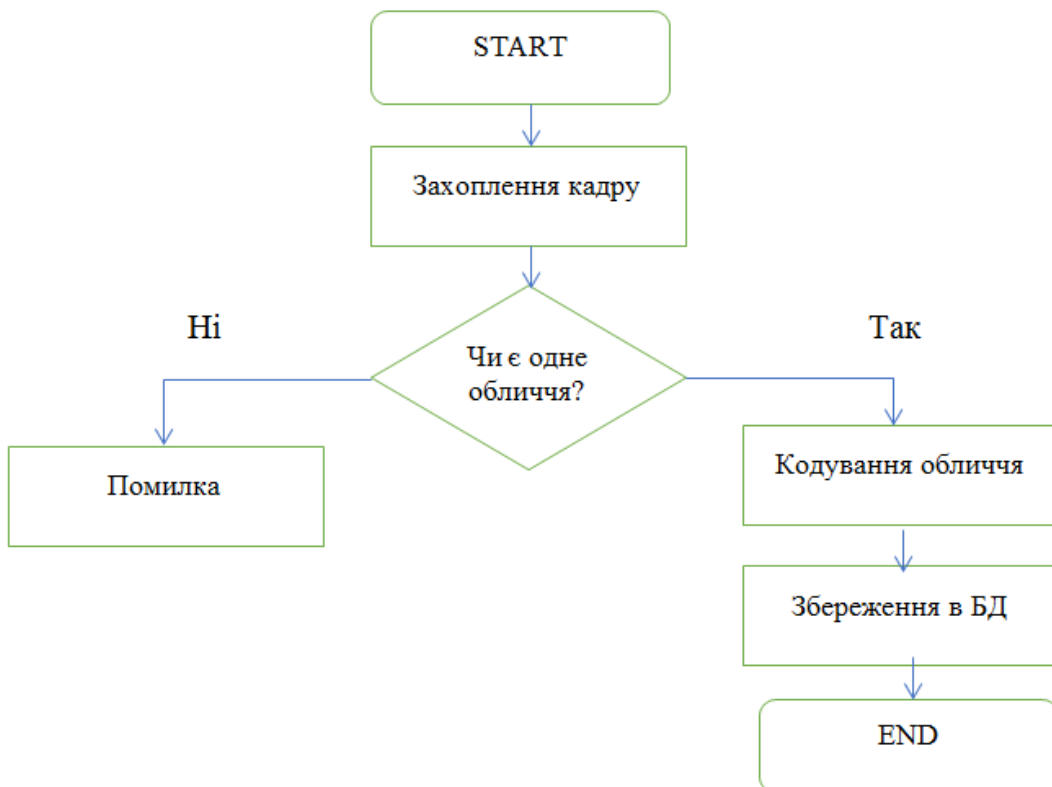 START
Захоплення кадру
Ні
Так
Чи є одне
обличчя?
Помилка
Кодування обличчя
Збереження в БД
END